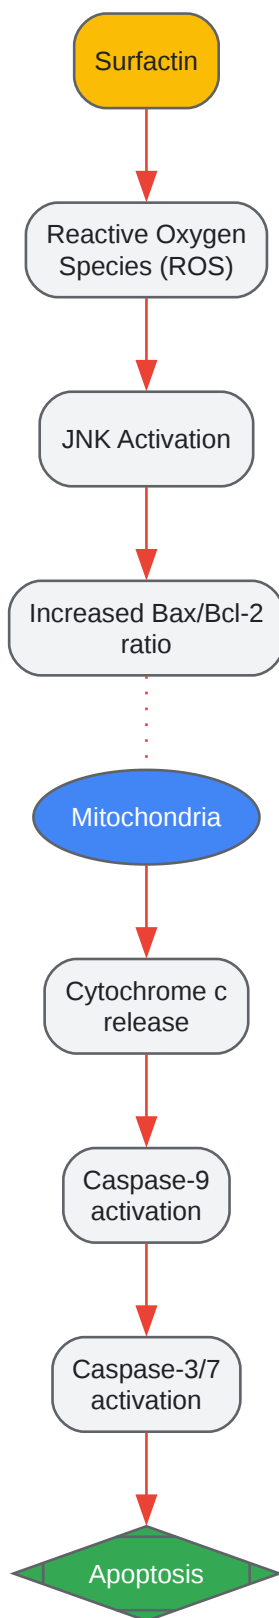 Surfactin
Reactive Oxygen
Species (ROS)
JNK Activation
Increased Bax/Bcl-2
ratio
Mitochondria
Cytochrome c
release
Caspase-9
activation
Caspase-3/7
activation
Apoptosis